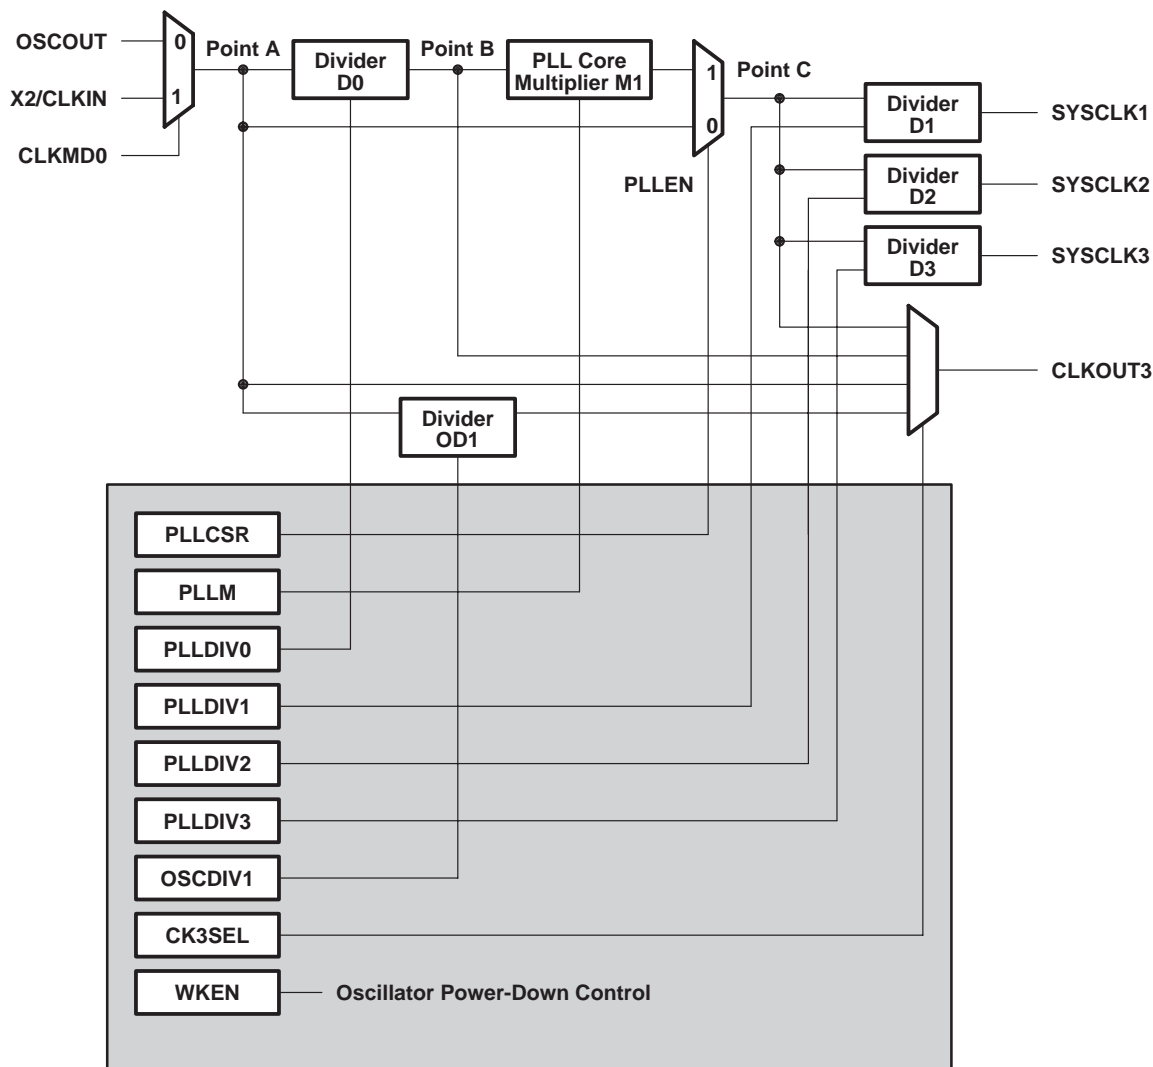 OSCOUT
0
Point A
Divider
D0
Point B
PLL Core
Multiplier M1
1
Point C
X2/CLKIN
1
0
Divider
D1
SYSCLK1
CLKMD0
PLLEN
Divider
D2
SYSCLK2
Divider
D3
SYSCLK3
CLKOUT3
Divider
OD1
PLLCSR
PLLM
PLLDIV0
PLLDIV1
PLLDIV2
PLLDIV3
OSCDIV1
CK3SEL
WKEN
Oscillator Power-Down Control